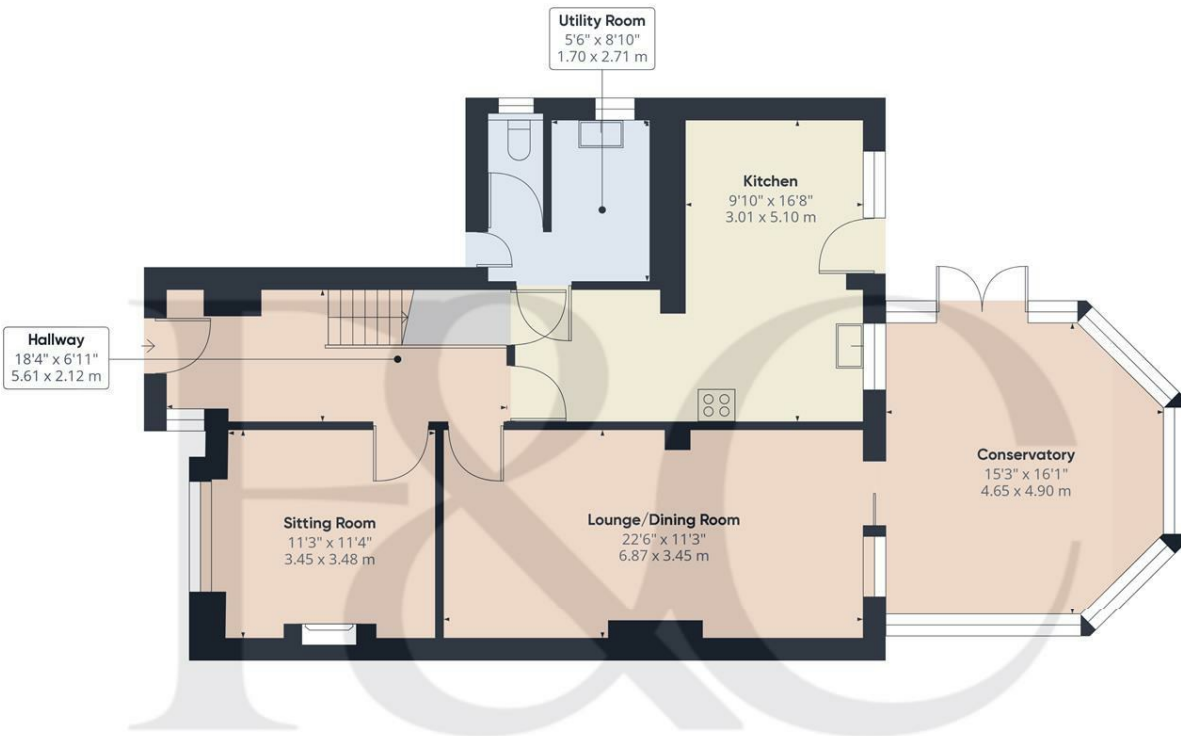 Utility Room
5'6" x 8'10"
1.70 x 2.71 m
Kitchen
9'10" x 16'8"
3.01 x 5.10 m
Hallway
18'4" x 6'11"
5.61 x 2.12 m
Conservatory
15'3" x 16'1"
4.65 x 4.90 m
Sitting Room
11'3" x 11'4"
3.45 x 3.48 m
Lounge/Dining Room
22'6" x 11'3"
6.87 x 3.45 m
F&C